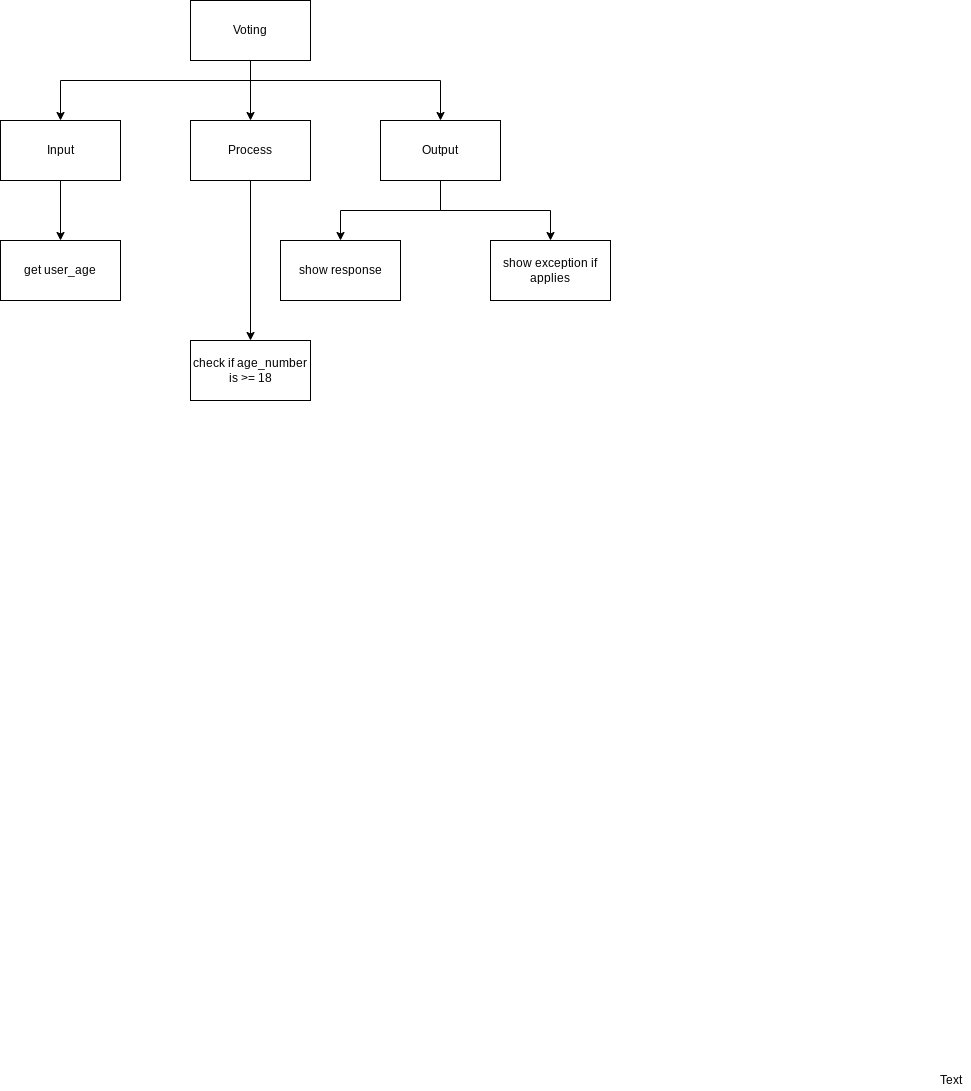 Voting
Input
Process
Output
get user_age
show response
show exception if
applies
check if age_number
is >= 18
Text